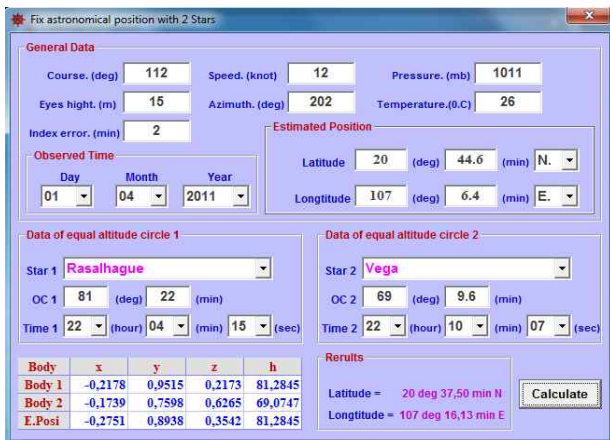 Fix astronomical position with 2 Stars
General Data
Course. (deg) 112 Speed. (knot) 12 Pressure. (mb) 1011
Eyes hight. (m) 15 Azimuth. (deg) 202 Temperature.(0.C) 26
Index error. (min) 2
Estimated Position
Latitude 20 (deg) 44.6 (min) N.
Longtitude 107 (deg) 6.4 (min) E.
Observed Time
Day Month Year
01 04 2011
Data of equal altitude circle 1
Star 1 Rasalhague
OC 1 81 (deg) 22 (min)
Time 1 22 (hour) 04 (min) 15 (sec)
Data of equal altitude circle 2
Star 2 Vega
OC 2 69 (deg) 9.6 (min)
Time 2 22 (hour) 10 (min) 07 (sec)
Body x y z h
Body 1 -0,2178 0,9515 0,2173 81,2845
Body 2 -0,1739 0,7598 0,6265 69,0747
E.Posi -0,2751 0,8938 0,3542 81,2845
Rerults
Latitude = 20 deg 37,50 min N
Longtitude = 107 deg 16,13 min E
Calculate